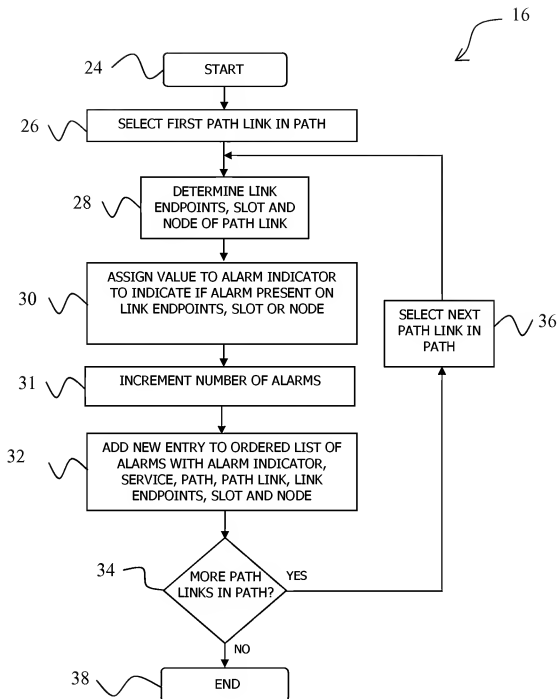 16
24
START
26
SELECT FIRST PATH LINK IN PATH
28
DETERMINE LINK
ENDPOINTS, SLOT AND
NODE OF PATH LINK
30
ASSIGN VALUE TO ALARM INDICATOR
TO INDICATE IF ALARM PRESENT ON
LINK ENDPOINTS, SLOT OR NODE
SELECT NEXT
PATH LINK IN
PATH
36
31
INCREMENT NUMBER OF ALARMS
32
ADD NEW ENTRY TO ORDERED LIST OF
ALARMS WITH ALARM INDICATOR,
SERVICE, PATH, PATH LINK, LINK
ENDPOINTS, SLOT AND NODE
34
MORE PATH
LINKS IN PATH?
YES
NO
38
END